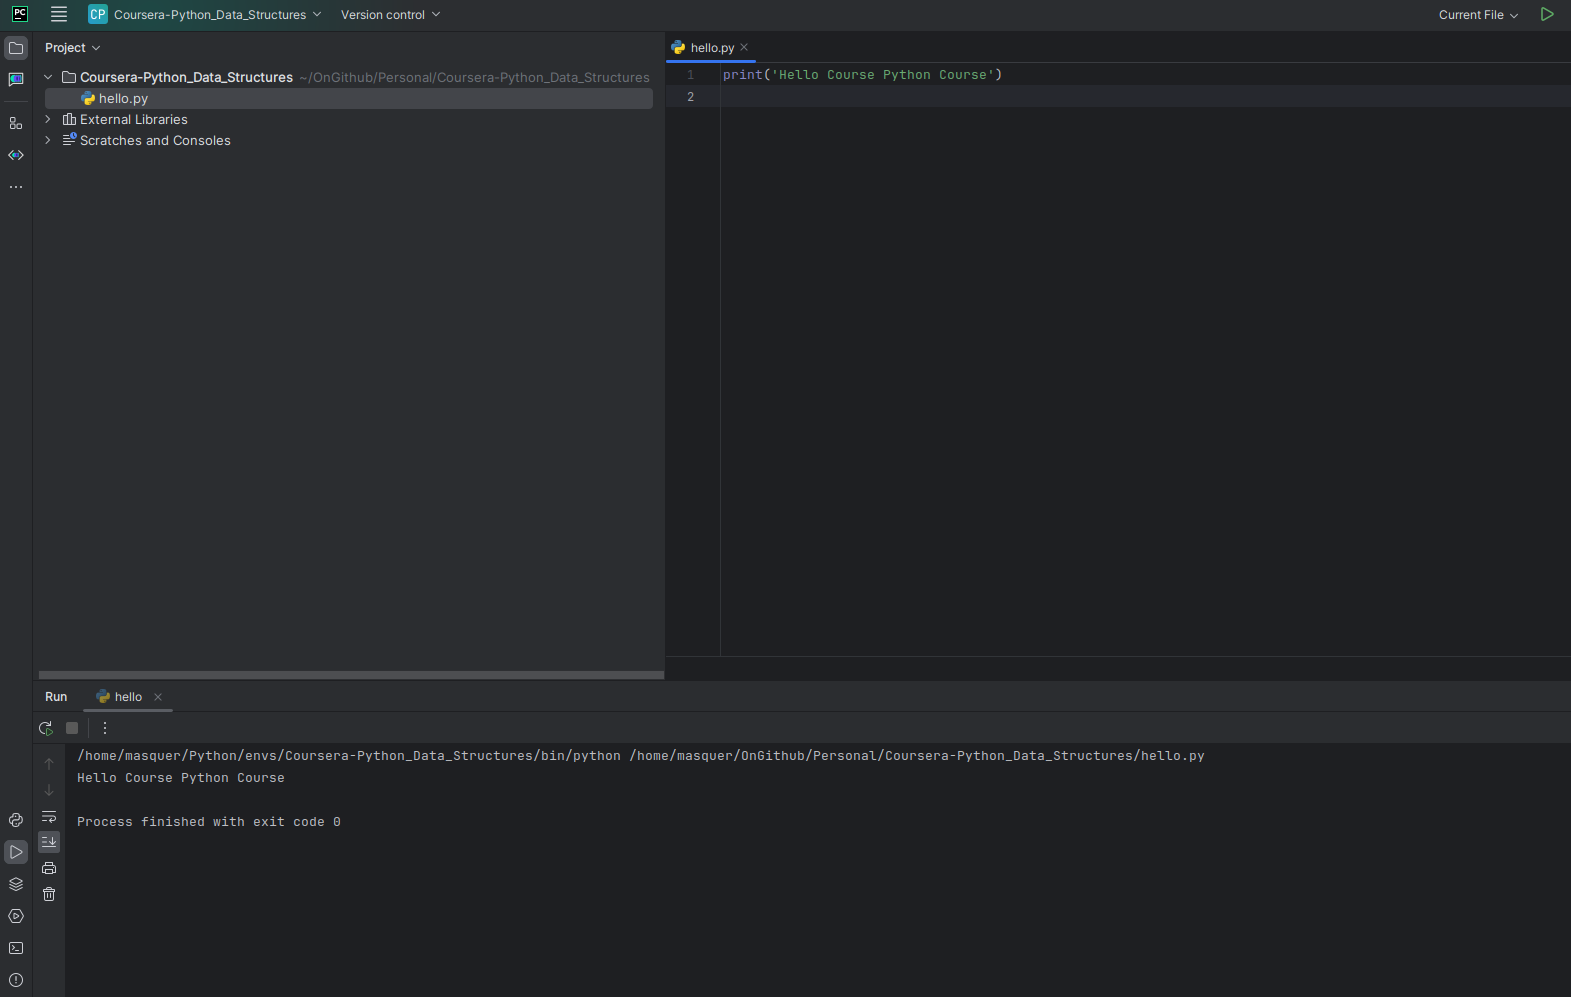 PC
CP Coursera-Python_Data_Structures Version control Current File
Project
Coursera-Python_Data_Structures ~/OnGithub/Personal/Coursera-Python_Data_Structures
hello.py
External Libraries
Scratches and Consoles
hello.py
1 print('Hello Course Python Course')
2
Run hello
/home/masquer/Python/envs/Coursera-Python_Data_Structures/bin/python /home/masquer/OnGithub/Personal/Coursera-Python_Data_Structures/hello.py
Hello Course Python Course
Process finished with exit code 0